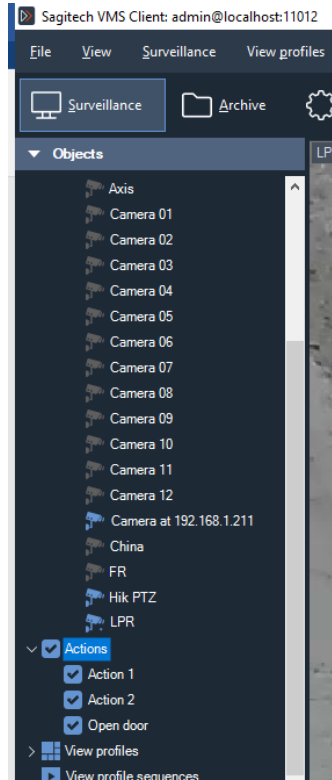 Sagitech VMS Client: admin@localhost:11012
File View Surveillance View profiles
Surveillance Archive
Objects LP
Axis
Camera 01
Camera 02
Camera 03
Camera 04
Camera 05
Camera 06
Camera 07
Camera 08
Camera 09
Camera 10
Camera 11
Camera 12
Camera at 192.168.1.211
China
FR
Hik PTZ
LPR
Actions
Action 1
Action 2
Open door
View profiles
View profile sequences